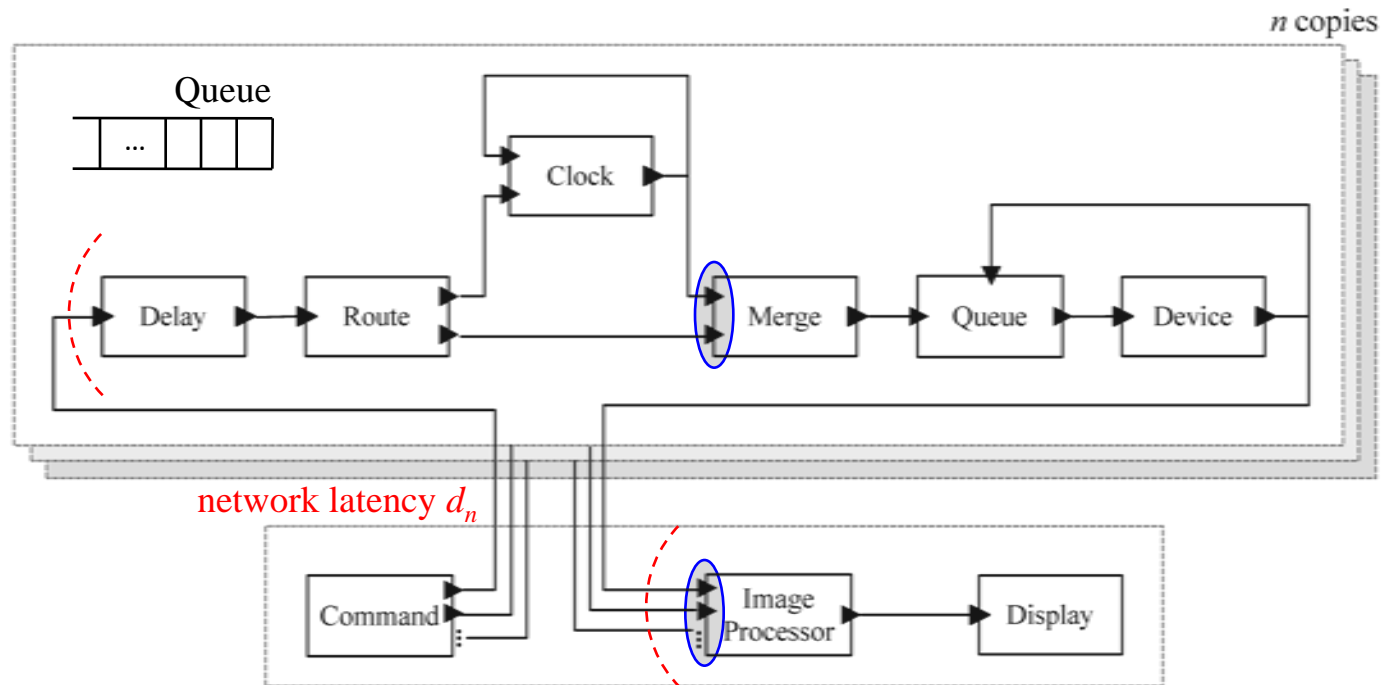 n copies
Queue
...
Clock
Delay
Route
Merge
Queue
Device
network latency dn
Command
Image
Processor
Display